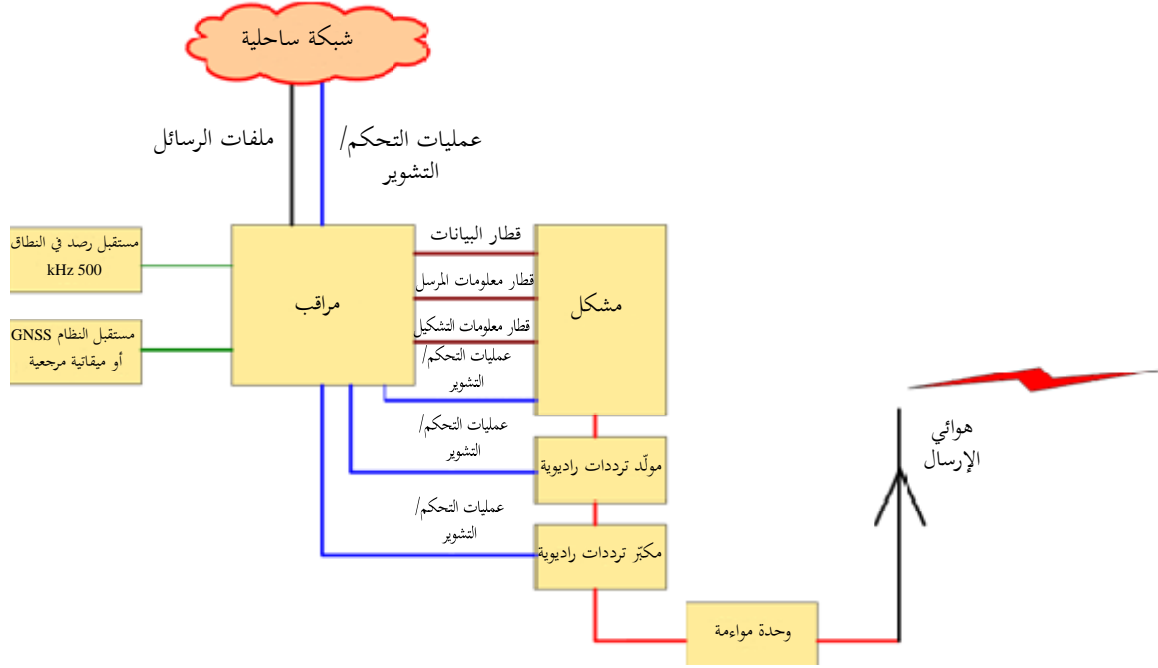 شبكة ساحلية
ملفات الرسائل
عمليات التحكم/
التشوير
مستقبل رصد في النطاق
500 kHz
مستقبل النظام GNSS
أو ميقاتية مرجعية
مراقب
قطار البيانات
قطار معلومات المرسل
قطار معلومات التشكيل
عمليات التحكم/
التشوير
مشكل
عمليات التحكم/
التشوير
مولّد ترددات راديوية
عمليات التحكم/
التشوير
مكبّر ترددات راديوية
وحدة مواءمة
هوائي
الإرسال